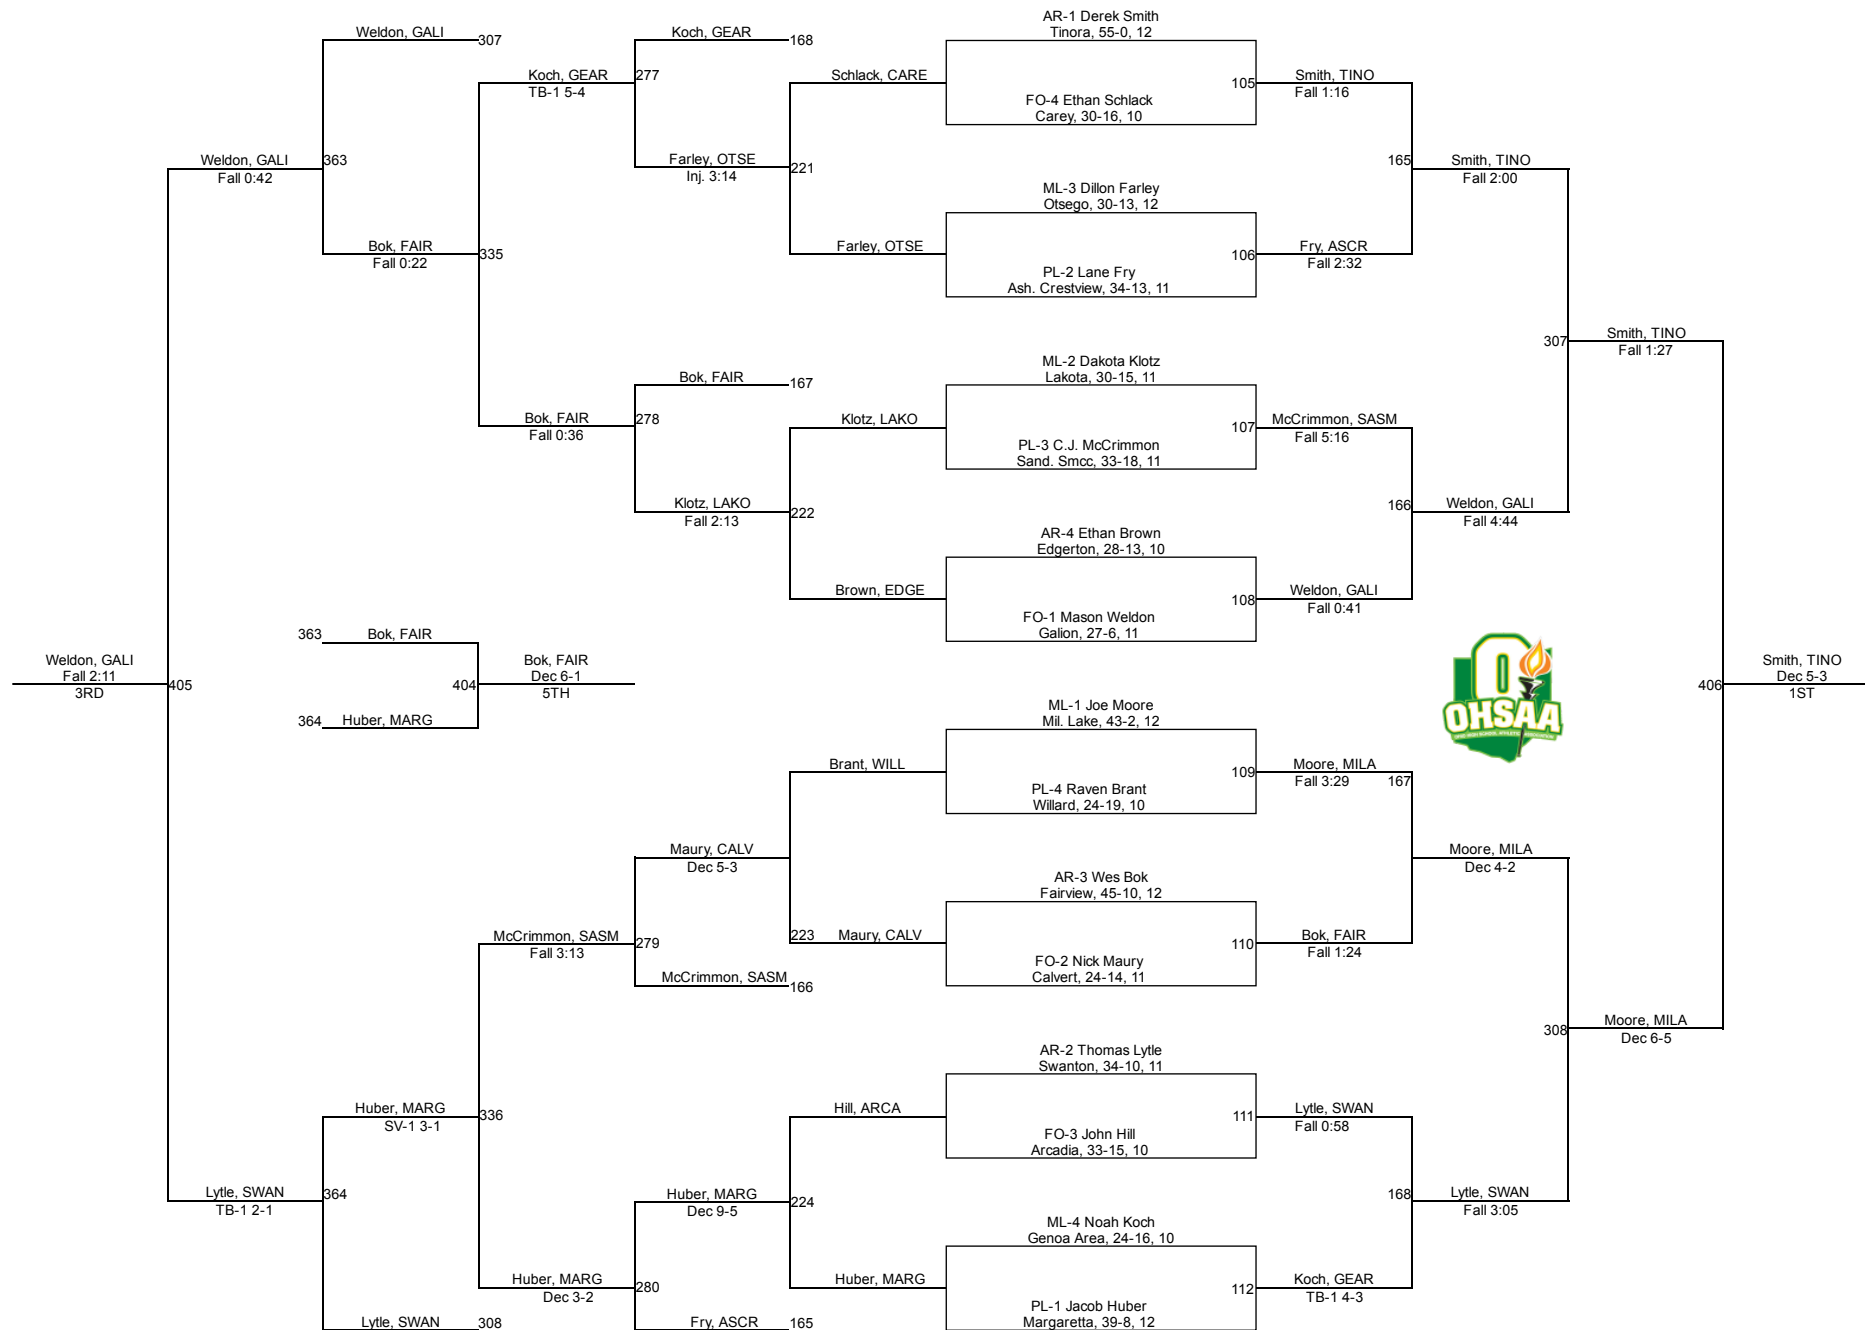 Weldon, GALI
307
Koch, GEAR
TB-1 5-4
277
Koch, GEAR
168
Weldon, GALI
Fall 0:42
363
Bok, FAIR
Fall 0:22
335
Farley, OTSE
Inj. 3:14
221
Schlack, CARE
Farley, OTSE
Bok, FAIR
Fall 0:36
278
Bok, FAIR
167
Klotz, LAKO
Fall 2:13
222
Klotz, LAKO
Brown, EDGE
Weldon, GALI
Fall 2:11
3RD
405
363
Bok, FAIR
364
Huber, MARG
404
Bok, FAIR
Dec 6-1
5TH
Maury, CALV
Dec 5-3
223
Brant, WILL
Maury, CALV
McCrimmon, SASM
Fall 3:13
279
McCrimmon, SASM
166
Huber, MARG
SV-1 3-1
336
Lytle, SWAN
TB-1 2-1
364
Lytle, SWAN
308
Huber, MARG
Dec 3-2
280
Huber, MARG
Dec 9-5
224
Hill, ARCA
Huber, MARG
Fry, ASCR
165
AR-1 Derek Smith
Tinora, 55-0, 12
FO-4 Ethan Schlack
Carey, 30-16, 10
105
Smith, TINO
Fall 1:16
ML-3 Dillon Farley
Otsego, 30-13, 12
PL-2 Lane Fry
Ash. Crestview, 34-13, 11
106
Fry, ASCR
Fall 2:32
165
Smith, TINO
Fall 2:00
ML-2 Dakota Klotz
Lakota, 30-15, 11
PL-3 C.J. McCrimmon
Sand. Smcc, 33-18, 11
107
McCrimmon, SASM
Fall 5:16
AR-4 Ethan Brown
Edgerton, 28-13, 10
FO-1 Mason Weldon
Galion, 27-6, 11
108
Weldon, GALI
Fall 0:41
166
Weldon, GALI
Fall 4:44
307
Smith, TINO
Fall 1:27
ML-1 Joe Moore
Mil. Lake, 43-2, 12
PL-4 Raven Brant
Willard, 24-19, 10
109
Moore, MILA
Fall 3:29
167
AR-3 Wes Bok
Fairview, 45-10, 12
FO-2 Nick Maury
Calvert, 24-14, 11
110
Bok, FAIR
Fall 1:24
Moore, MILA
Dec 4-2
AR-2 Thomas Lytle
Swanton, 34-10, 11
FO-3 John Hill
Arcadia, 33-15, 10
111
Lytle, SWAN
Fall 0:58
ML-4 Noah Koch
Genoa Area, 24-16, 10
PL-1 Jacob Huber
Margaretta, 39-8, 12
112
Koch, GEAR
TB-1 4-3
168
Lytle, SWAN
Fall 3:05
308
Moore, MILA
Dec 6-5
406
Smith, TINO
Dec 5-3
1ST
O
OHSAA